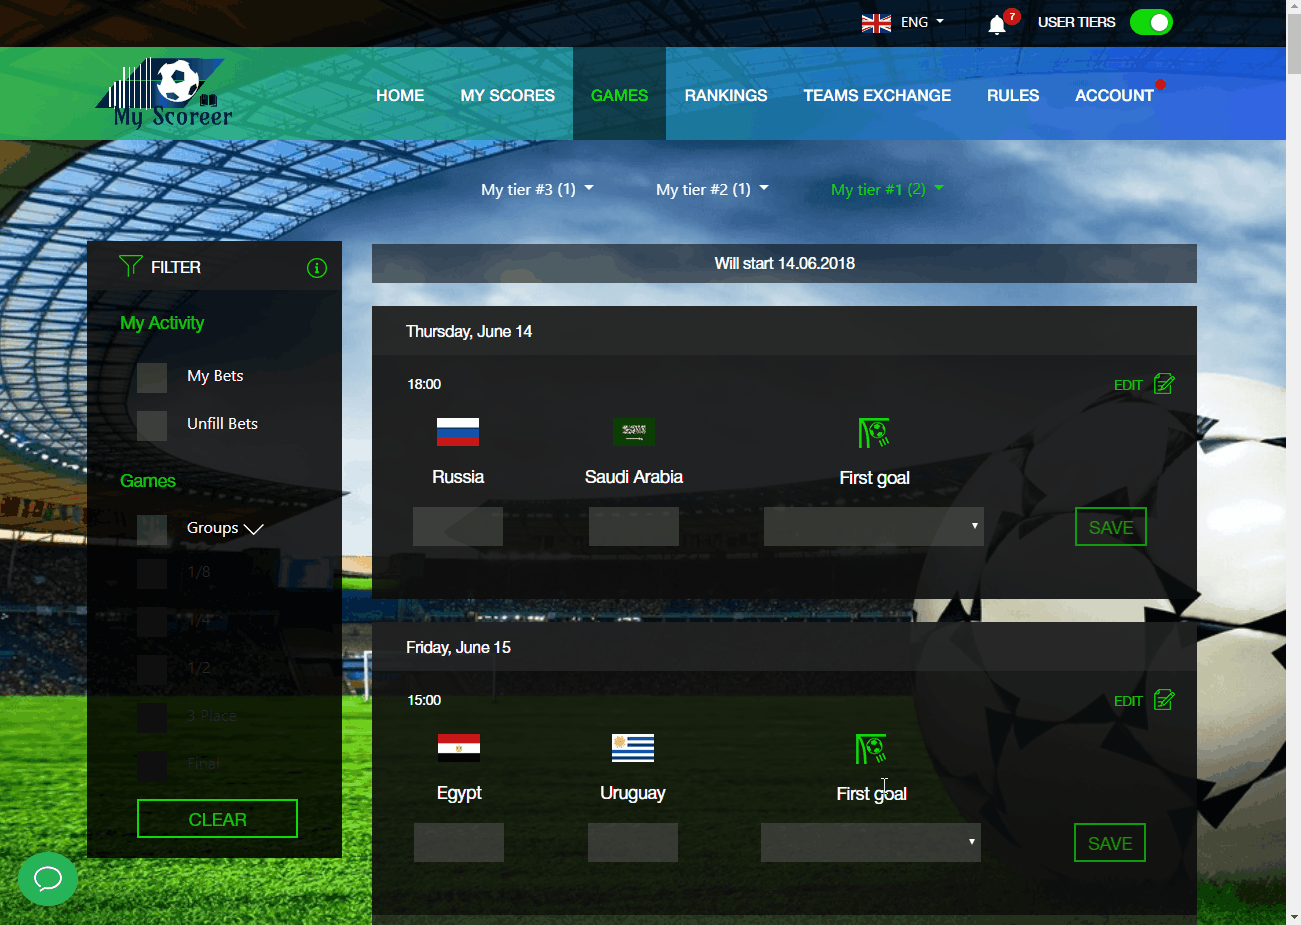 ENG
7
USER TIERS
My Scoreer
HOME
MY SCORES
GAMES
RANKINGS
TEAMS EXCHANGE
RULES
ACCOUNT
My tier #3 (1)
My tier #2 (1)
My tier #1 (2)
FILTER
My Activity
My Bets
Unfill Bets
Games
Groups
1/8
1/4
1/2
3 Place
Final
CLEAR
Will start 14.06.2018
Thursday, June 14
18:00
EDIT
Russia
Saudi Arabia
First goal
SAVE
Friday, June 15
15:00
EDIT
Egypt
Uruguay
First goal
SAVE